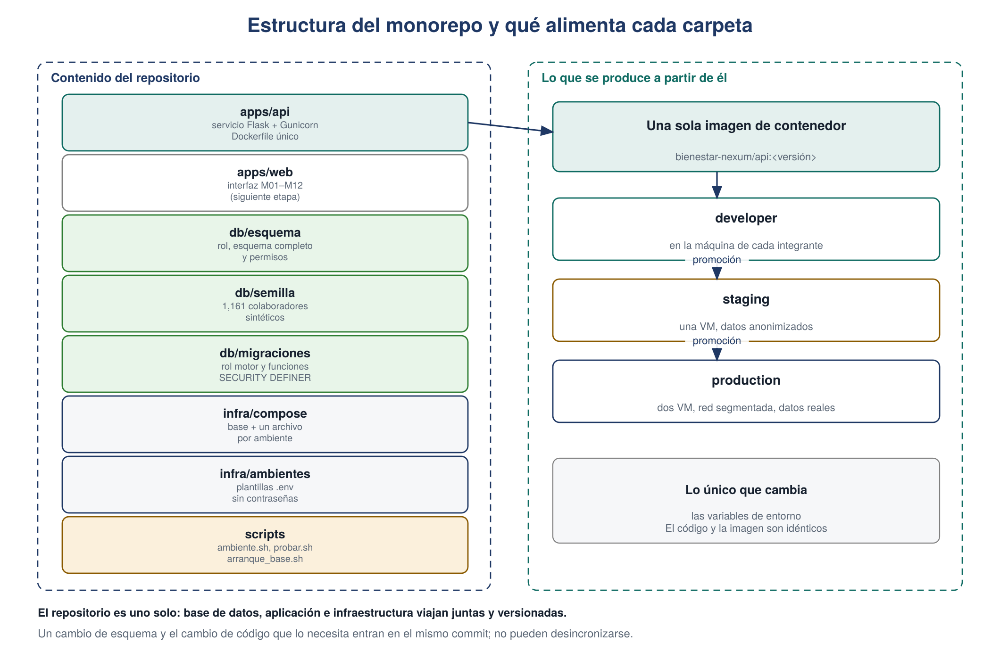 Estructura del monorepo y qué alimenta cada carpeta
Contenido del repositorio
apps/api
servicio Flask + Gunicorn
Dockerfile único
apps/web
interfaz M01–M12
(siguiente etapa)
db/esquema
rol, esquema completo
y permisos
db/semilla
1,161 colaboradores
sintéticos
db/migraciones
rol motor y funciones
SECURITY DEFINER
infra/compose
base + un archivo
por ambiente
infra/ambientes
plantillas .env
sin contraseñas
scripts
ambiente.sh, probar.sh
arranque_base.sh
Lo que se produce a partir de él
Una sola imagen de contenedor
bienestar-nexum/api:<versión>
developer
en la máquina de cada integrante
promoción
staging
una VM, datos anonimizados
promoción
production
dos VM, red segmentada, datos reales
Lo único que cambia
las variables de entorno
El código y la imagen son idénticos
El repositorio es uno solo: base de datos, aplicación e infraestructura viajan juntas y versionadas.
Un cambio de esquema y el cambio de código que lo necesita entran en el mismo commit; no pueden desincronizarse.